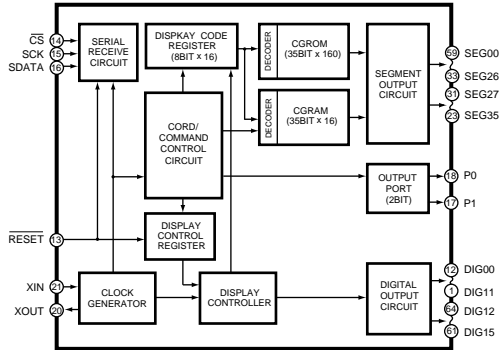 CS
14
SCK
15
SDATA
16
SERIAL
RECEIVE
CIRCUIT
DISPKAY CODE
REGISTER
(8BIT x 16)
DECODER
CGROM
(35BIT x 160)
DECODER
CGRAM
(35BIT x 16)
SEGMENT
OUTPUT
CIRCUIT
59
SEG00
33
SEG26
31
SEG27
23
SEG35
CORD/
COMMAND
CONTROL
CIRCUIT
OUTPUT
PORT
(2BIT)
18
P0
17
P1
RESET
13
DISPLAY
CONTROL
REGISTER
XIN
21
XOUT
20
CLOCK
GENERATOR
DISPLAY
CONTROLLER
DIGITAL
OUTPUT
CIRCUIT
12
DIG00
1
DIG11
64
DIG12
61
DIG15